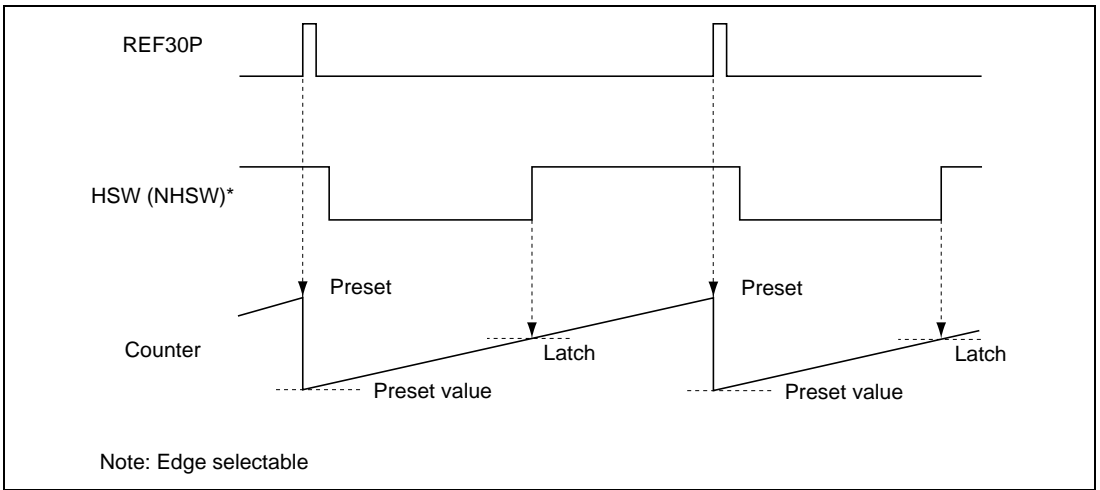 REF30P
HSW (NHSW)*
Preset
Preset
Counter
Latch
Latch
Preset value
Preset value
Note: Edge selectable